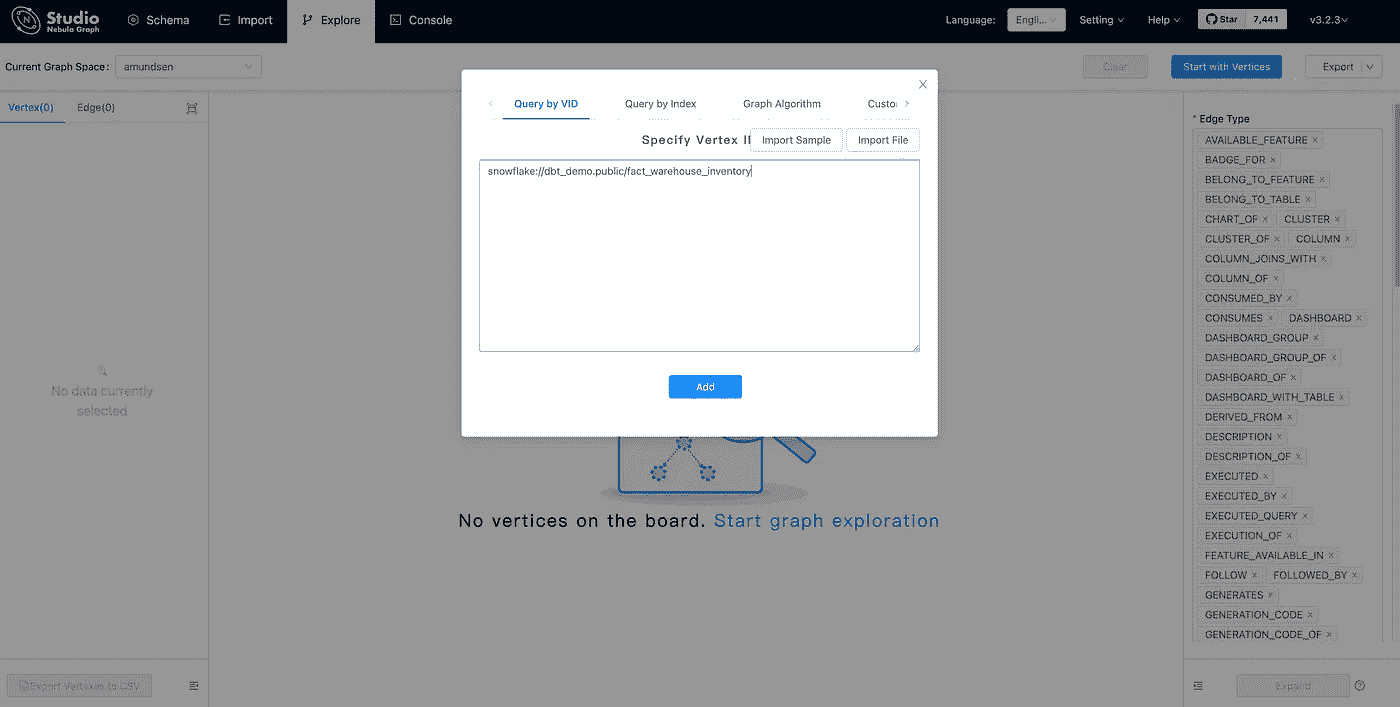 Studio
Nebula Graph
Schema
Import
Explore
Console
Language:
Engli...
Setting
Help
Star
7,441
v3.2.3
Current Graph Space:
amundsen
Clear
Start with Vertices
Export
Vertex(0)
Edge(0)
No data currently
selected
Export Vertexes to CSV
Query by VID
Query by Index
Graph Algorithm
Custo
Specify Vertex I
Import Sample
Import File
snowflake://dbt_demo.public/fact_warehouse_inventory
Add
No vertices on the board. Start graph exploration
* Edge Type
AVAILABLE_FEATURE ×
BADGE_FOR ×
BELONG_TO_FEATURE ×
BELONG_TO_TABLE ×
CHART_OF × CLUSTER ×
CLUSTER_OF × COLUMN ×
COLUMN_JOINS_WITH ×
COLUMN_OF ×
CONSUMED_BY ×
CONSUMES × DASHBOARD ×
DASHBOARD_GROUP ×
DASHBOARD_GROUP_OF ×
DASHBOARD_OF ×
DASHBOARD_WITH_TABLE ×
DERIVED_FROM ×
DESCRIPTION ×
DESCRIPTION_OF ×
EXECUTED ×
EXECUTED_BY ×
EXECUTED_QUERY ×
EXECUTION_OF ×
FEATURE_AVAILABLE_IN ×
FOLLOW × FOLLOWED_BY ×
GENERATES ×
GENERATION_CODE ×
GENERATION_CODE_OF ×
Expand